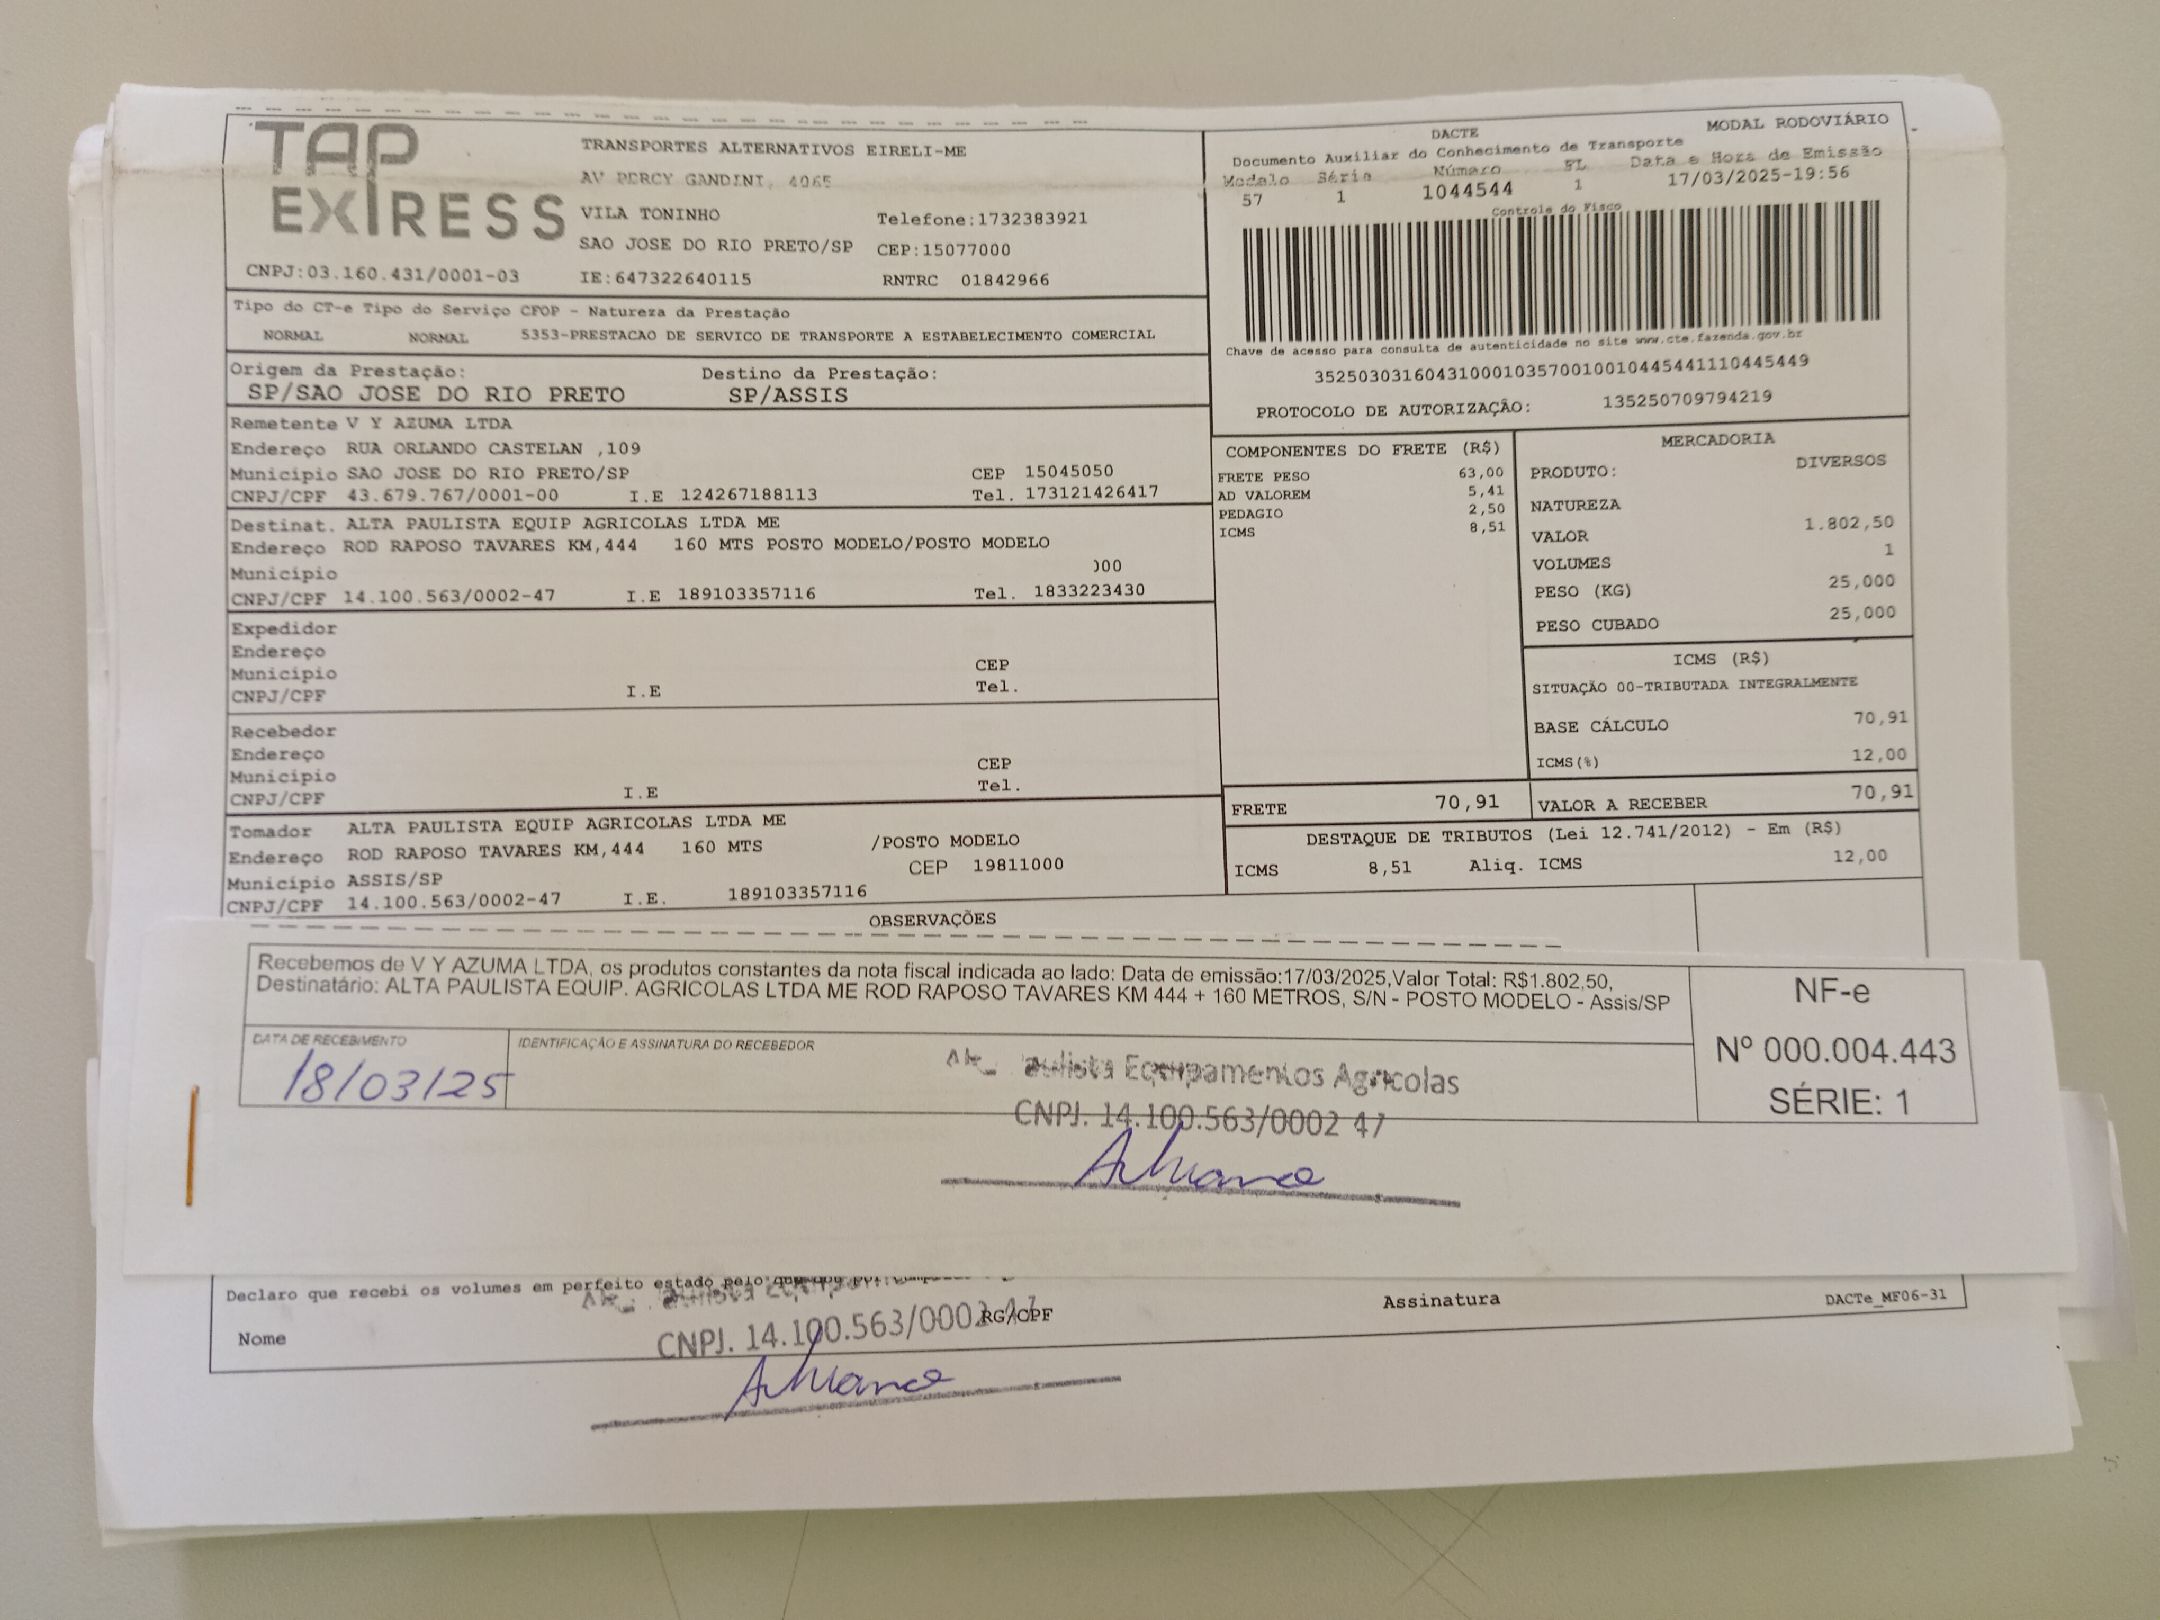 TAP
EXPRESS
TRANSPORTES ALTERNATIVOS EIRELI-ME
AV PERCY GANDINI, 4065
VILA TONINHO
Telefone:1732383921
SAO JOSE DO RIO PRETO/SP CEP:15077000
CNPJ:03.160.431/0001-03 IE:647322640115 RNTRC 01842966
DACTE MODAL RODOVIÁRIO
Documento Auxiliar do Conhecimento de Transporte
Modelo Série Número FL Data e Hora de Emissão
57 1 1044544 1 17/03/2025-19:56
Controle do Fisco
Chave de acesso para consulta de autenticidade no site www.cte.fazenda.gov.br
35250303160431000103570010010445441110445449
PROTOCOLO DE AUTORIZAÇÃO: 135250709794219
Tipo do CT-e Tipo do Serviço CFOP - Natureza da Prestação
NORMAL NORMAL 5353-PRESTACAO DE SERVICO DE TRANSPORTE A ESTABELECIMENTO COMERCIAL
Origem da Prestação: Destino da Prestação:
SP/SAO JOSE DO RIO PRETO SP/ASSIS
Remetente V Y AZUMA LTDA
Endereço RUA ORLANDO CASTELAN ,109
Município SAO JOSE DO RIO PRETO/SP CEP 15045050
CNPJ/CPF 43.679.767/0001-00 I.E 124267188113 Tel. 173121426417
Destinat. ALTA PAULISTA EQUIP AGRICOLAS LTDA ME
Endereço ROD RAPOSO TAVARES KM,444 160 MTS POSTO MODELO/POSTO MODELO
Município 000
CNPJ/CPF 14.100.563/0002-47 I.E 189103357116 Tel. 1833223430
Expedidor
Endereço
Município CEP
CNPJ/CPF I.E Tel.
Recebedor
Endereço
Município CEP
CNPJ/CPF I.E Tel.
Tomador ALTA PAULISTA EQUIP AGRICOLAS LTDA ME
Endereço ROD RAPOSO TAVARES KM,444 160 MTS /POSTO MODELO
Município ASSIS/SP CEP 19811000
CNPJ/CPF 14.100.563/0002-47 I.E. 189103357116
COMPONENTES DO FRETE (R$)
FRETE PESO 63,00
AD VALOREM 5,41
PEDAGIO 2,50
ICMS 8,51
MERCADORIA
PRODUTO: DIVERSOS
NATUREZA
VALOR 1.802,50
VOLUMES 1
PESO (KG) 25,000
PESO CUBADO 25,000
ICMS (R$)
SITUAÇÃO 00-TRIBUTADA INTEGRALMENTE
BASE CÁLCULO 70,91
ICMS(%) 12,00
FRETE 70,91 VALOR A RECEBER 70,91
DESTAQUE DE TRIBUTOS (Lei 12.741/2012) - Em (R$)
ICMS 8,51 Aliq. ICMS 12,00
OBSERVAÇÕES
Recebemos de V Y AZUMA LTDA, os produtos constantes da nota fiscal indicada ao lado: Data de emissão:17/03/2025,Valor Total: R$1.802,50,
Destinatário: ALTA PAULISTA EQUIP. AGRICOLAS LTDA ME ROD RAPOSO TAVARES KM 444 + 160 METROS, S/N - POSTO MODELO - Assis/SP
NF-e
Nº 000.004.443
SÉRIE: 1
DATA DE RECEBIMENTO IDENTIFICAÇÃO E ASSINATURA DO RECEBEDOR
18/03/25
aulista Equipamentos Agricolas
CNPJ. 14.100.563/0002 47
Declaro que recebi os volumes em perfeito estado pelo que
Nome RG/CPF Assinatura DACTe_MF06-31
CNPJ. 14.100.563/0002 47